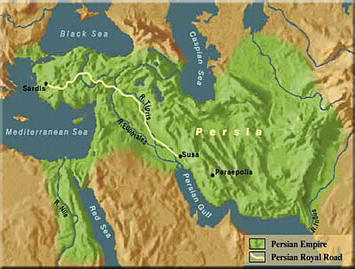 Black Sea
Caspian Sea
Sardis
R. Tigris
Mediterranean Sea
R. Euphrates
Persia
Susa
Persepolis
Persian Gulf
R. Nile
Red Sea
R. Indus
Persian Empire
Persian Royal Road